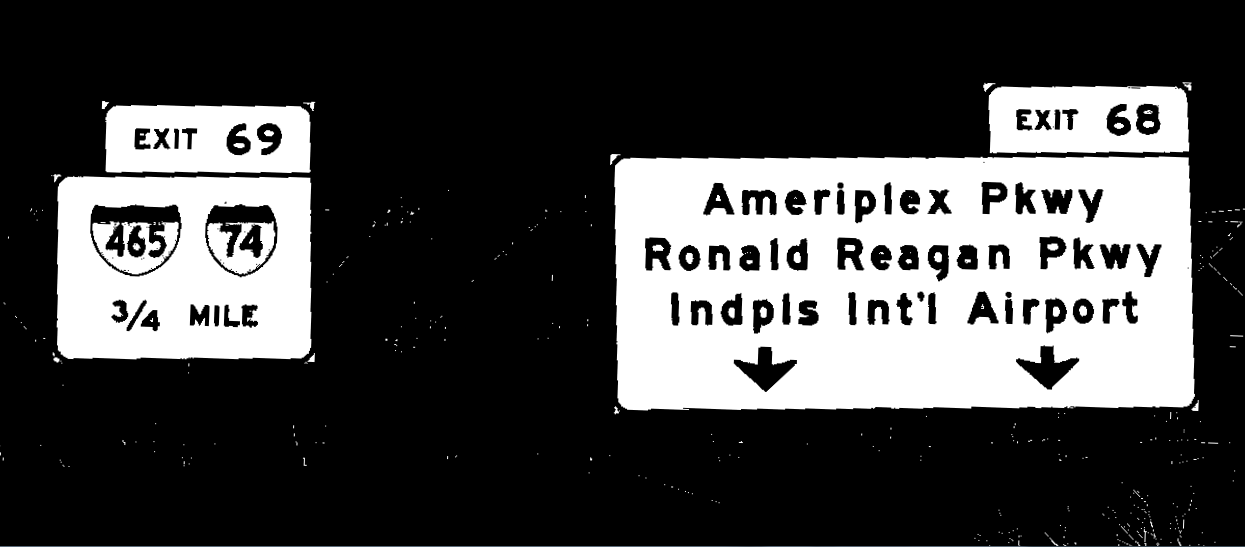 EXIT 69
465 74
3/4 MILE
EXIT 68
Ameriplex Pkwy
Ronald Reagan Pkwy
Indpls Int'l Airport